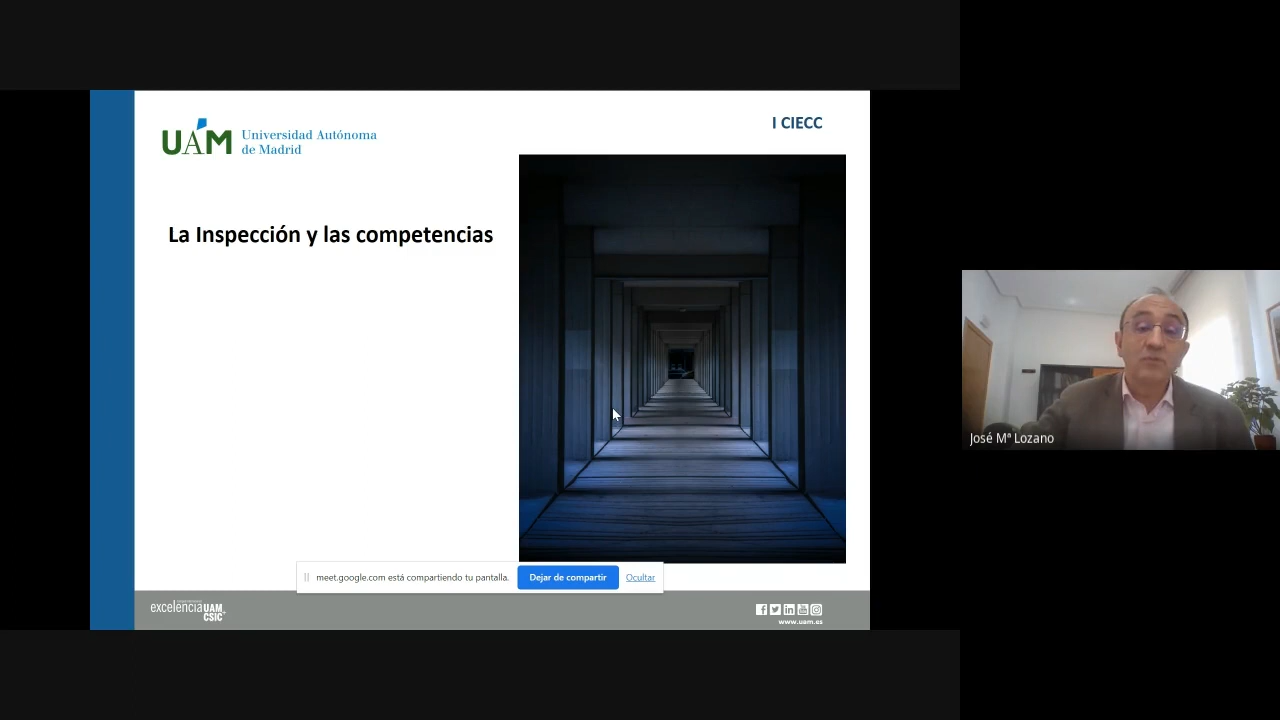 I CIECC
UAM
Universidad Autónoma
de Madrid
La Inspección y las competencias
José Mª Lozano
meet.google.com está compartiendo tu pantalla.
Dejar de compartir
Ocultar
excelencia UAM
CSIC+
www.uam.es